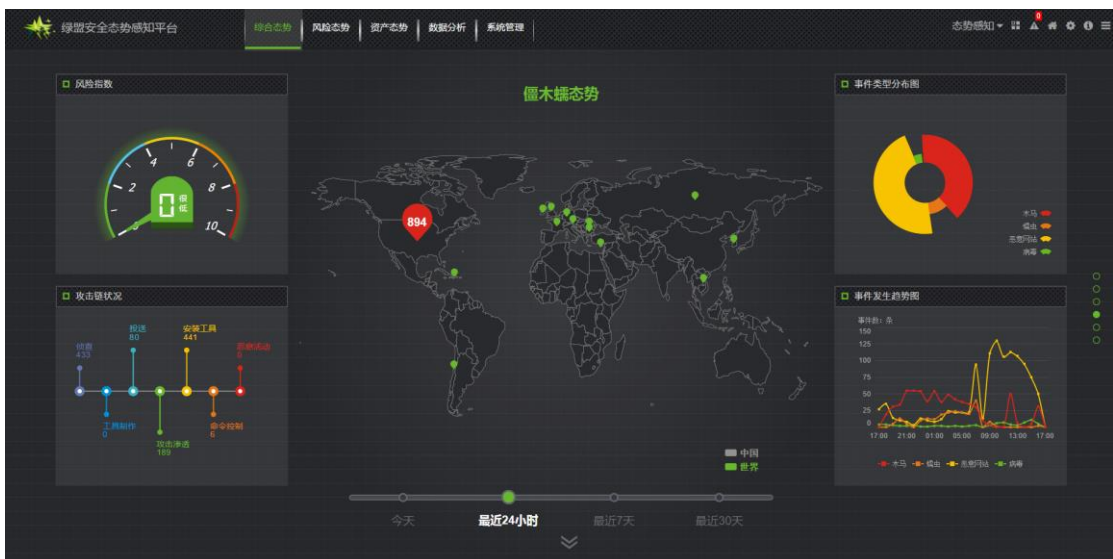 绿盟安全态势感知平台
综合态势 风险态势 资产态势 数据分析 系统管理
态势感知
0
风险指数
0 2 4 6 8 10
0 很低
攻击链状况
侦查
433
投送
80
安装工具
441
恶意活动
0
工具制作
0
攻击渗透
189
命令控制
6
僵木蠕态势
894
中国
世界
今天 最近24小时 最近7天 最近30天
事件类型分布图
木马
蠕虫
恶意网站
病毒
事件发生趋势图
事件数: 条
150
125
100
75
50
25
0
17:00 21:00 01:00 05:00 09:00 13:00 17:00
木马 蠕虫 恶意网站 病毒